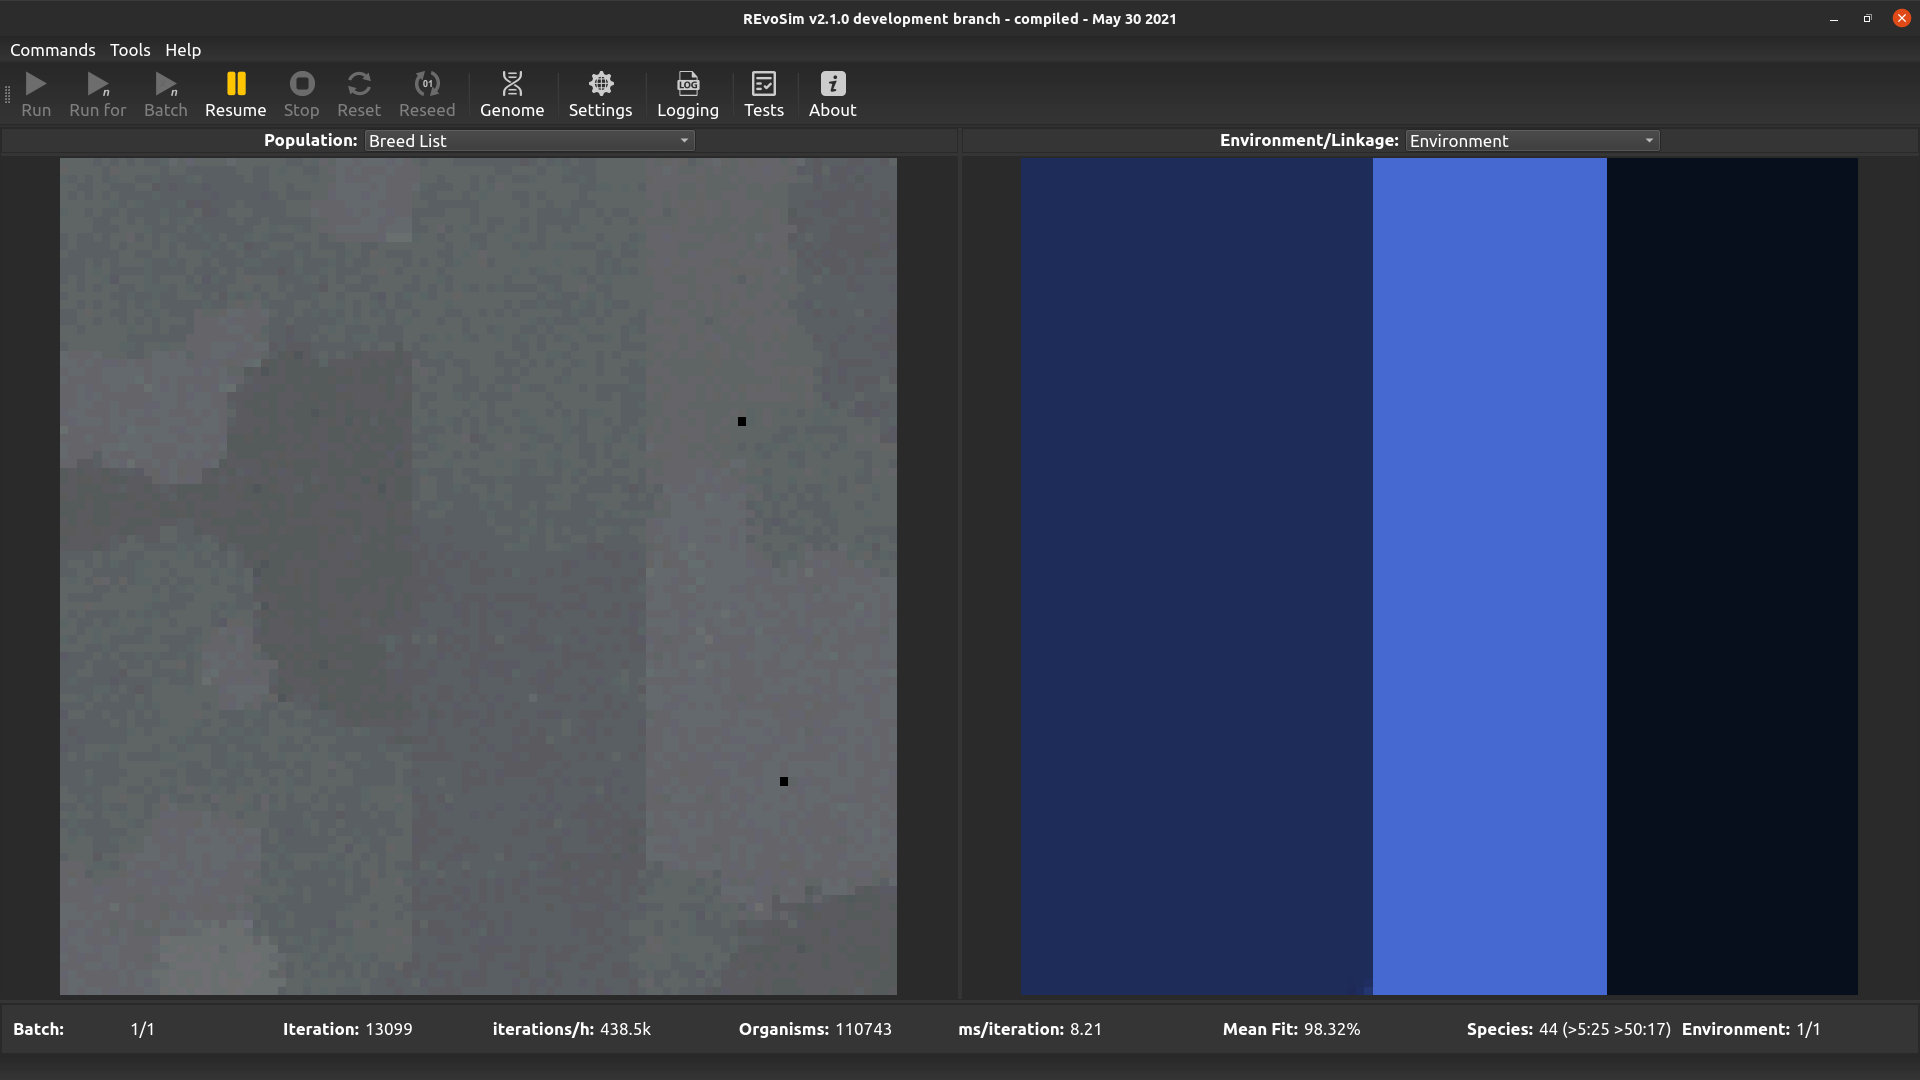 REvoSim v2.1.0 development branch - compiled - May 30 2021
Commands Tools Help
n n 01 LOG i
Run Run for Batch Resume Stop Reset Reseed Genome Settings Logging Tests About
Population: Breed List Environment/Linkage: Environment
Batch: 1/1 Iteration: 13099 iterations/h: 438.5k Organisms: 110743 ms/iteration: 8.21 Mean Fit: 98.32% Species: 44 (>5:25 >50:17) Environment: 1/1